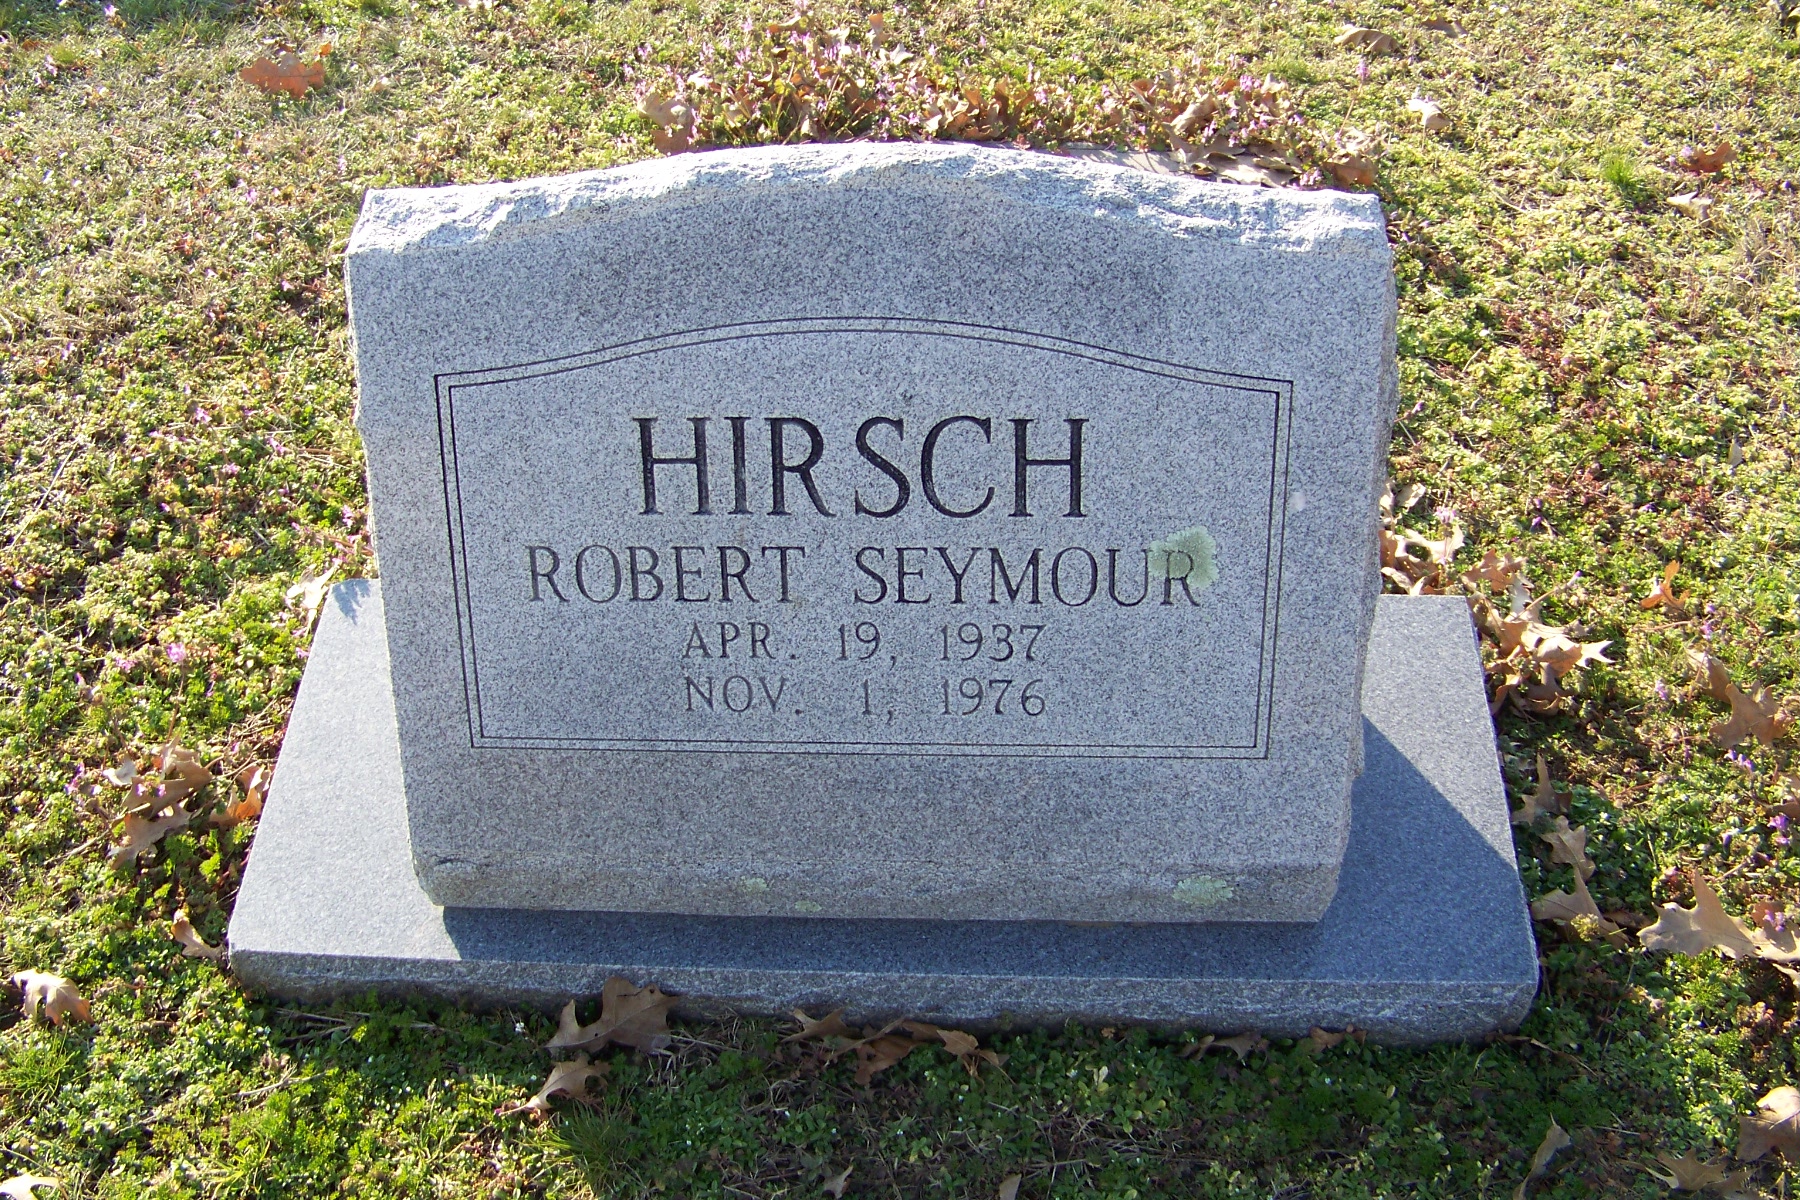 HIRSCH
ROBERT SEYMOUR
APR. 19, 1937
NOV. 1, 1976